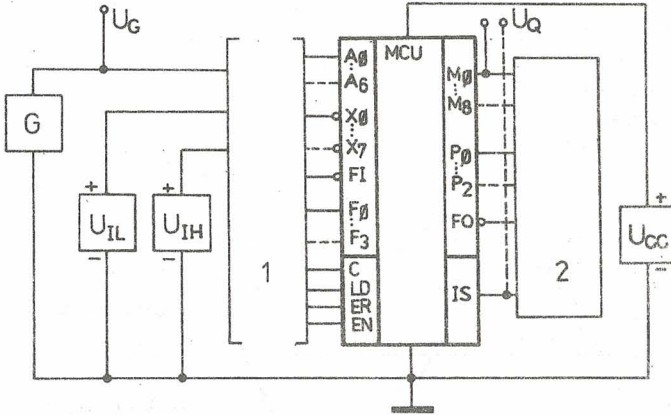 U_G
U_Q
G
U_IL
U_IH
+
−
+
−
1
MCU
A0
A6
X0
X7
FI
F0
F3
C
LD
ER
EN
M0
M8
P0
P2
FO
IS
2
+
U_CC
−